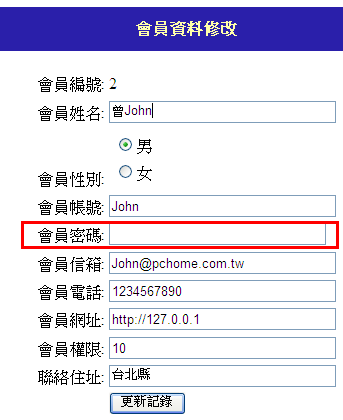 會員資料修改
會員編號: 2
會員姓名: 曾John
男
會員性別: 女
會員帳號: John
會員密碼:
會員信箱: John@pchome.com.tw
會員電話: 1234567890
會員網址: http://127.0.0.1
會員權限: 10
聯絡住址: 台北縣
更新記錄